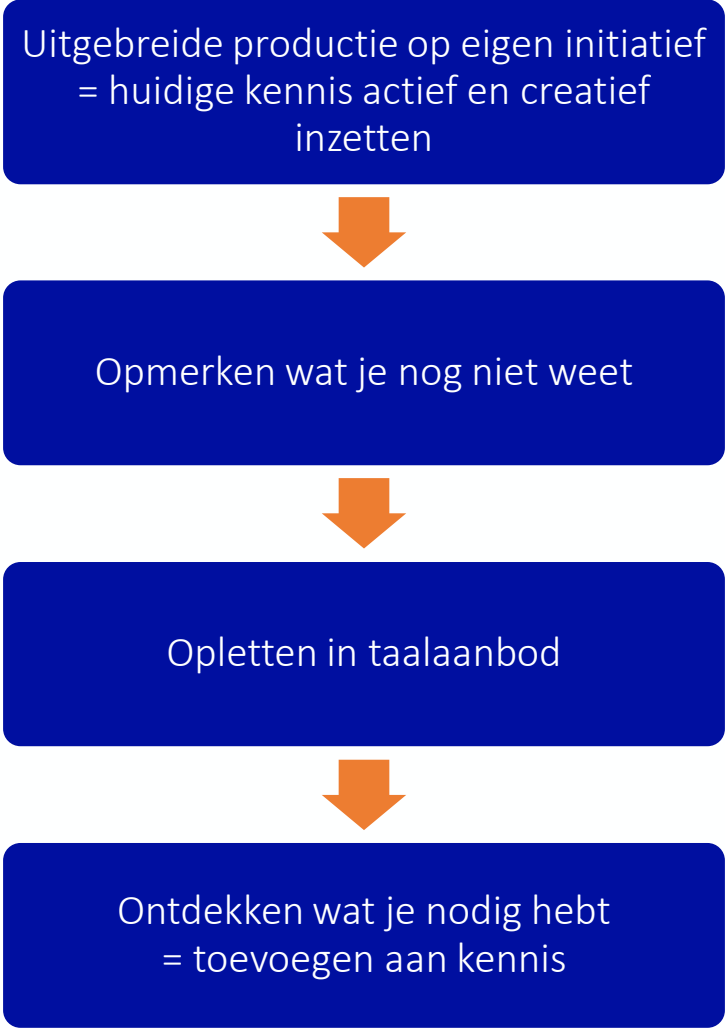 Uitgebreide productie op eigen initiatief
= huidige kennis actief en creatief
inzetten
Opmerken wat je nog niet weet
Opletten in taalaanbod
Ontdekken wat je nodig hebt
= toevoegen aan kennis